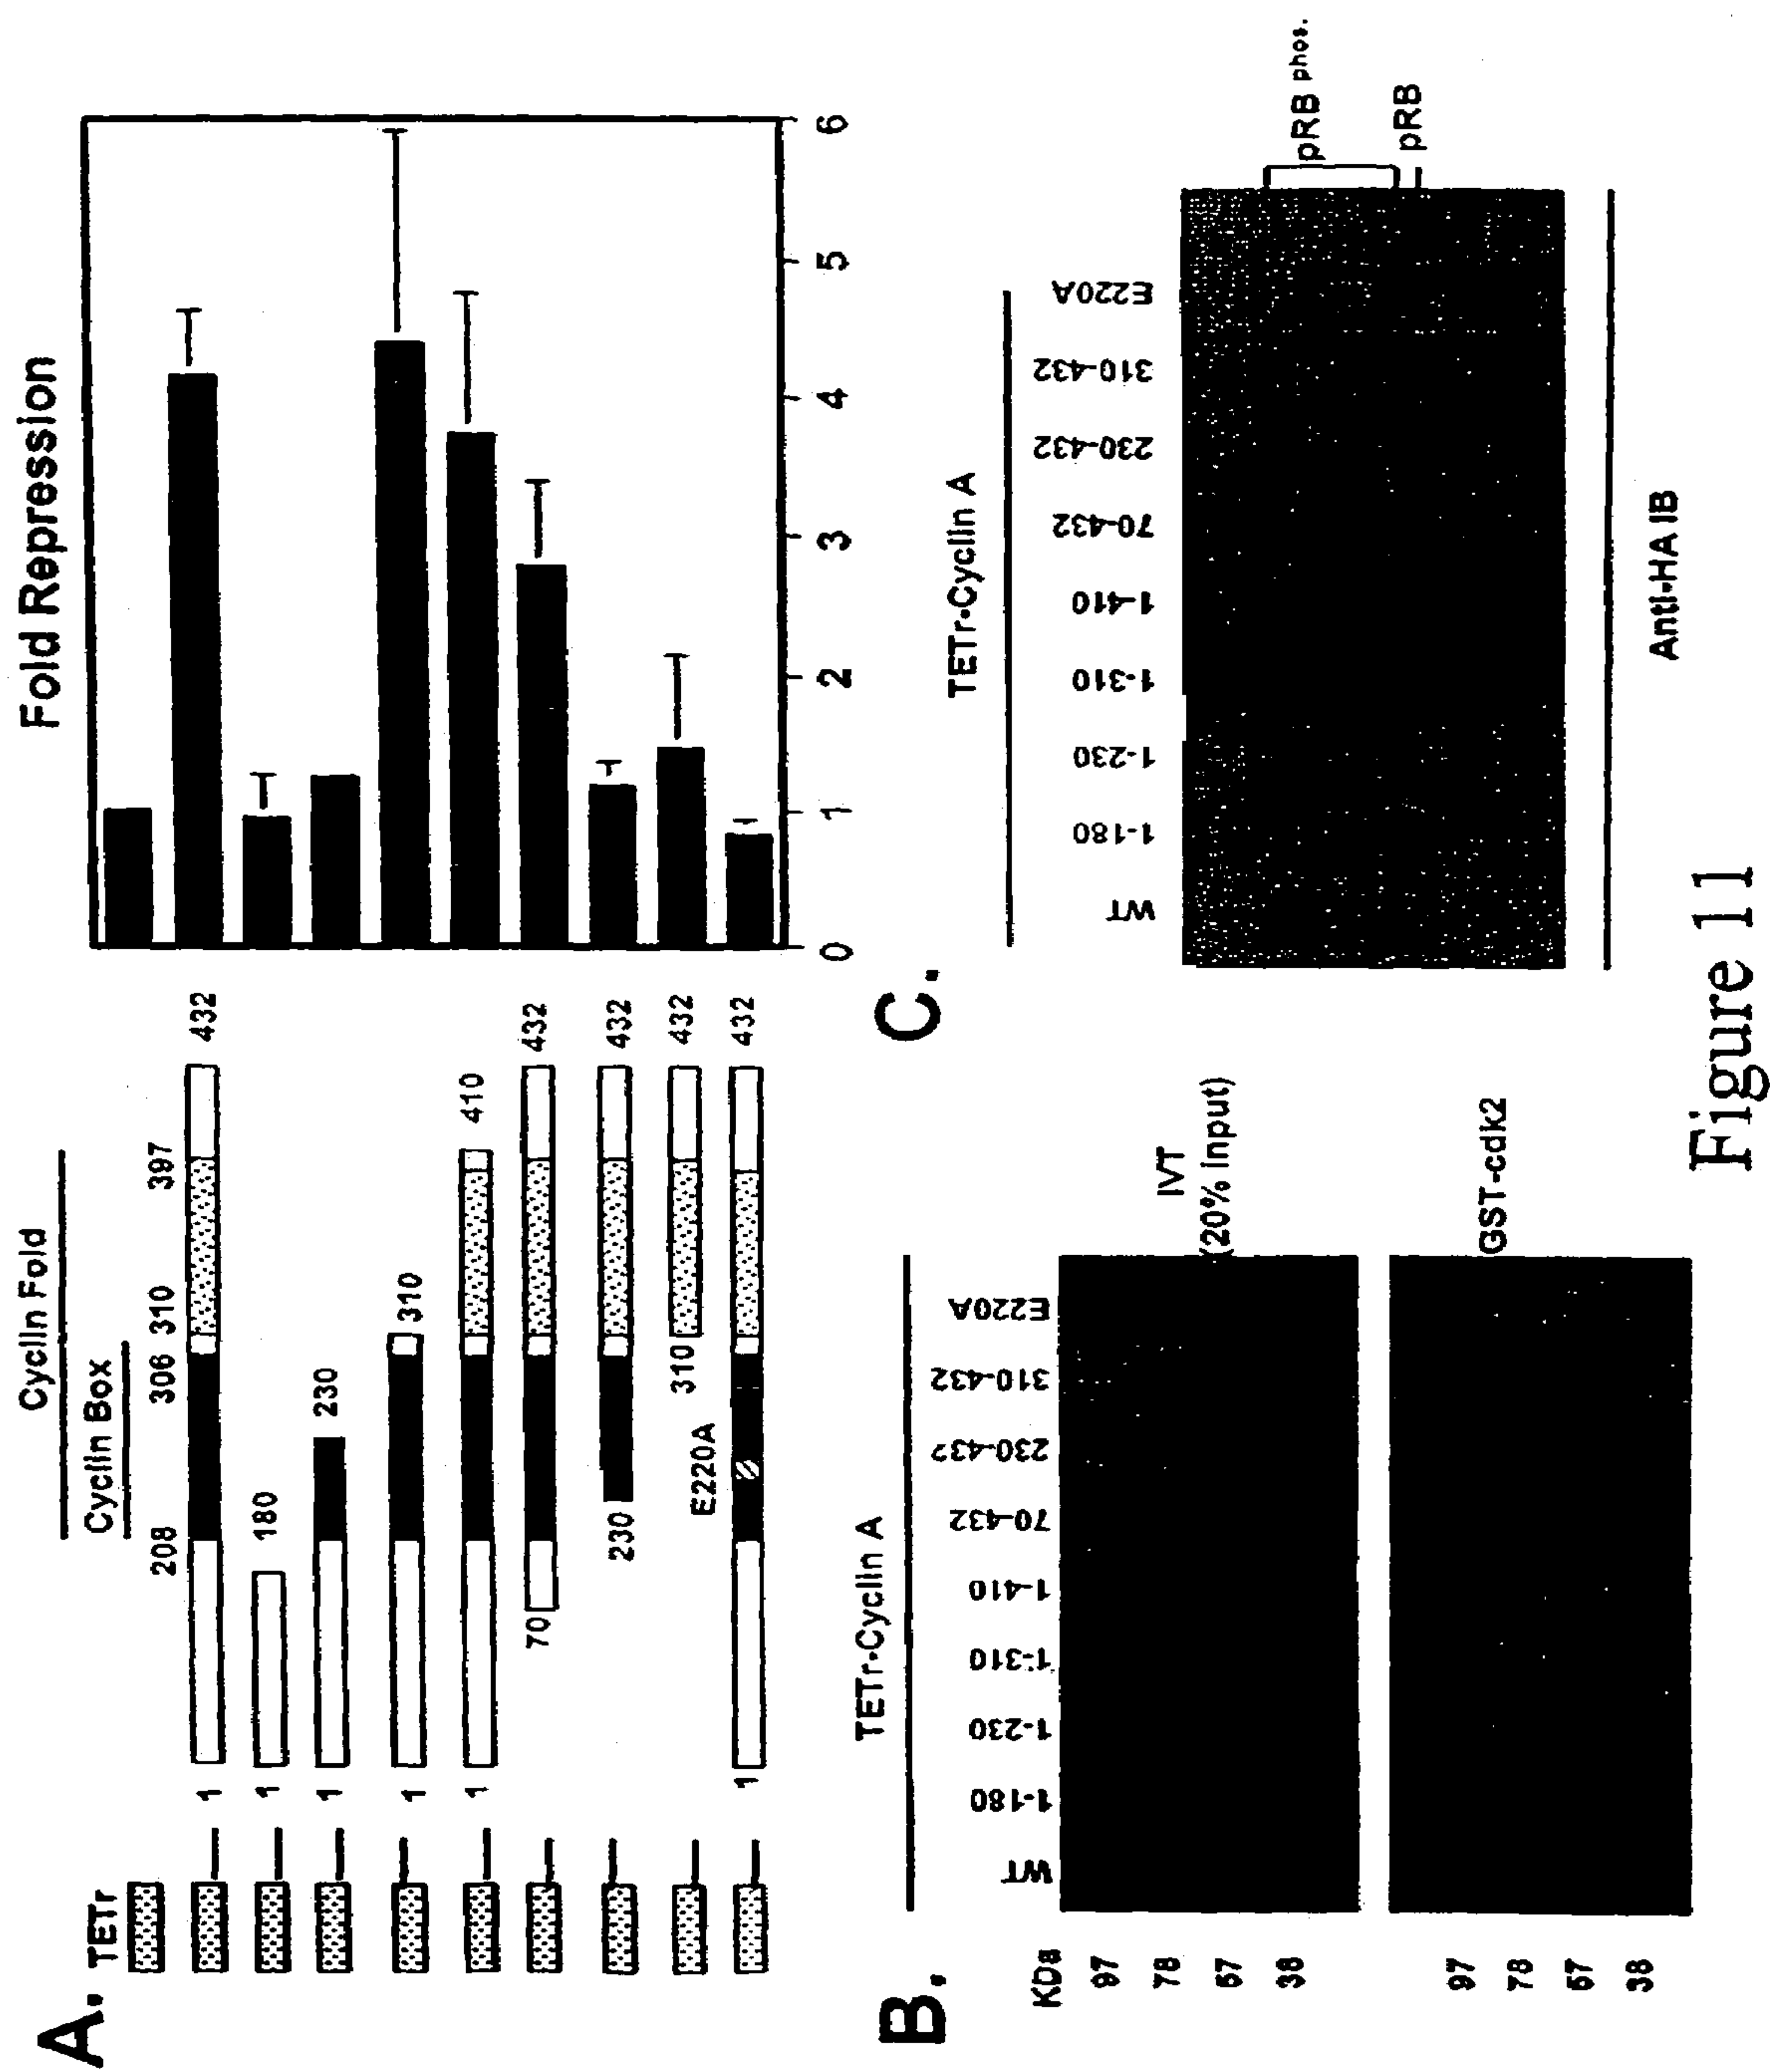 A.
TETr
Cyclin Fold
Cyclin Box
Fold Repression
208 306 310 397
1 432
1 180
1 230
1 310
1 410
70 432
230 432
310 432
E220A
1 432
0 1 2 3 4 5 6
B.
TETr-Cyclin A
KDa WT 1-180 1-230 1-310 1-410 70-432 230-432 310-432 E220A
97
78
57
38
IVT
(20% Input)
97
78
57
38
GST-cdk2
C.
TETr-Cyclin A
WT 1-180 1-230 1-310 1-410 70-432 230-432 310-432 E220A
pRB phos.
pRB
Anti-HA IB
Figure 11